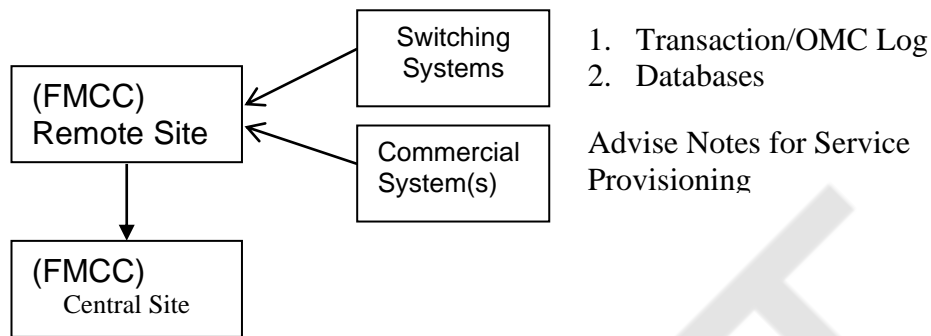 Switching
Systems
1. Transaction/OMC Log
2. Databases
(FMCC)
Remote Site
Commercial
System(s)
Advise Notes for Service
Provisioning
(FMCC)
Central Site